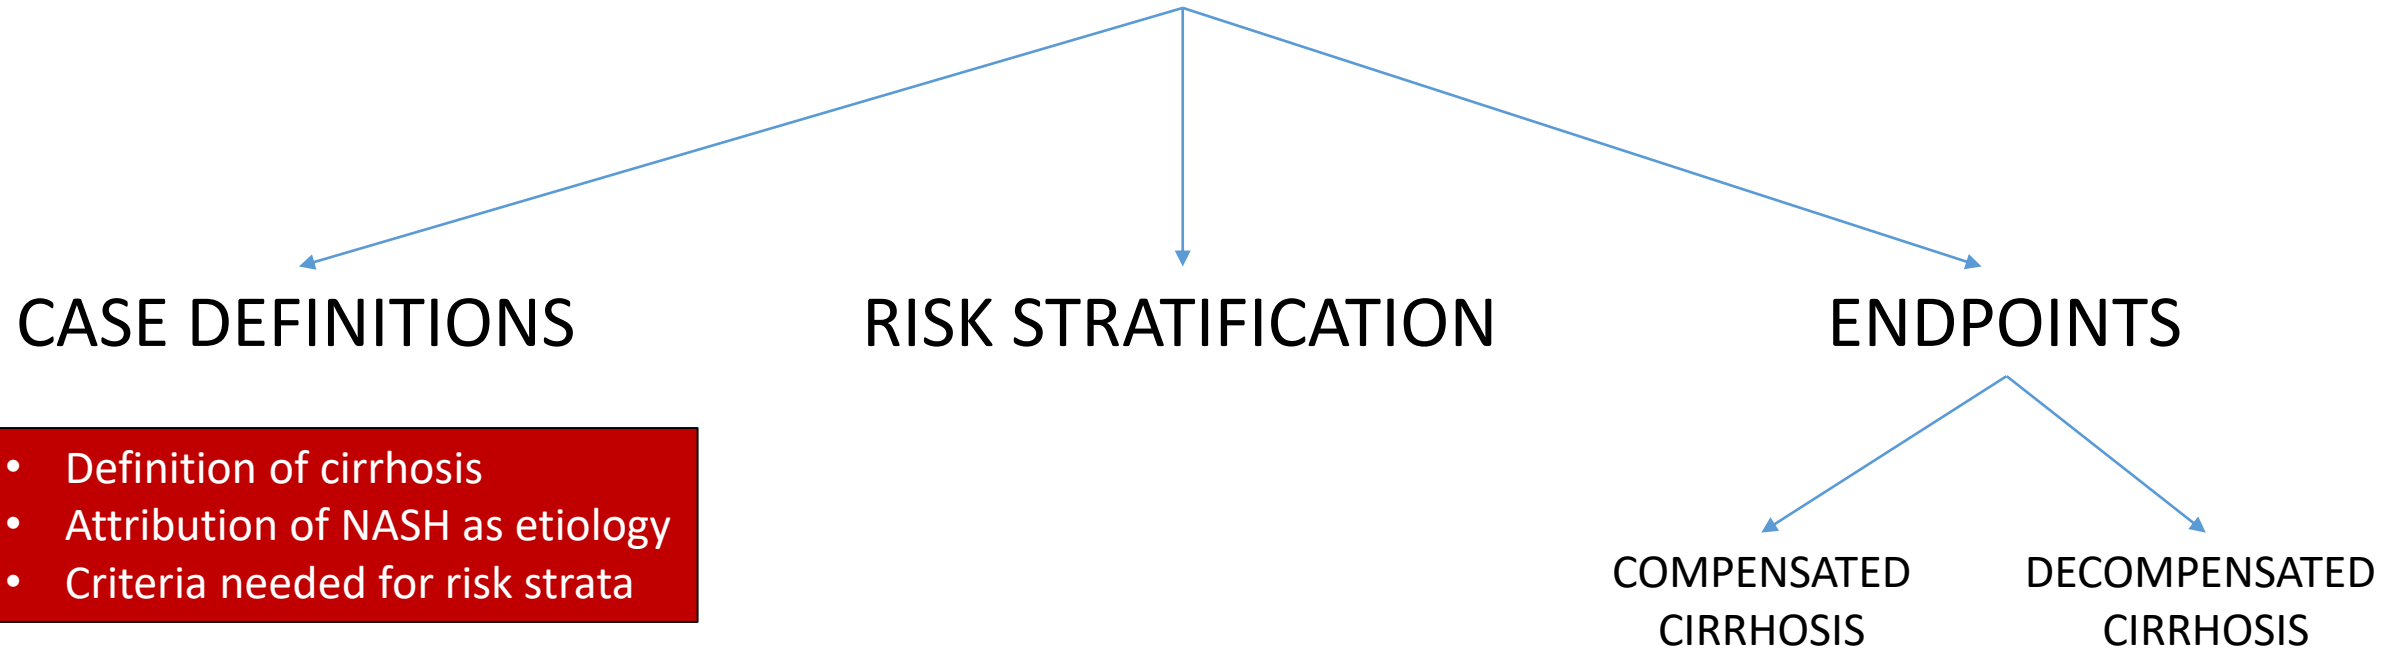 CASE DEFINITIONS
RISK STRATIFICATION
ENDPOINTS
• Definition of cirrhosis
• Attribution of NASH as etiology
• Criteria needed for risk strata
COMPENSATED
CIRRHOSIS
DECOMPENSATED
CIRRHOSIS